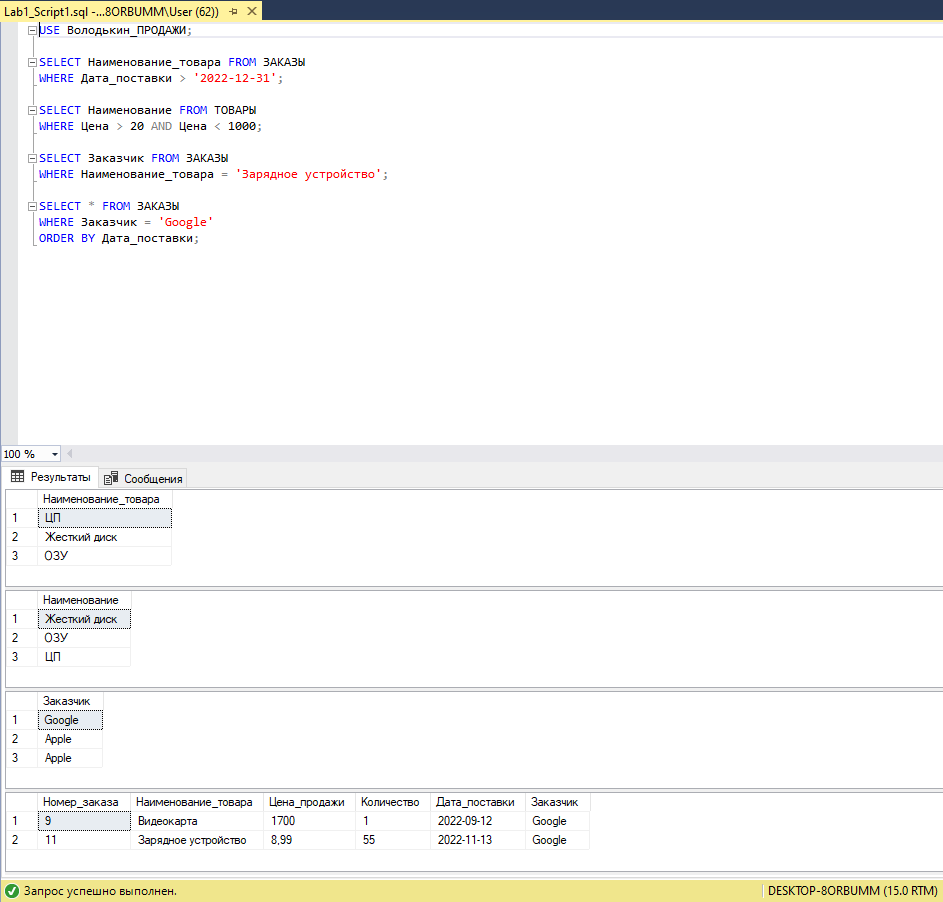 Lab1_Script1.sql -...8ORBUMM\User (62))
USE Володькин_ПРОДАЖИ;
SELECT Наименование_товара FROM ЗАКАЗЫ
WHERE Дата_поставки > '2022-12-31';
SELECT Наименование FROM ТОВАРЫ
WHERE Цена > 20 AND Цена < 1000;
SELECT Заказчик FROM ЗАКАЗЫ
WHERE Наименование_товара = 'Зарядное устройство';
SELECT * FROM ЗАКАЗЫ
WHERE Заказчик = 'Google'
ORDER BY Дата_поставки;
100 %
Результаты Сообщения
Наименование_товара
1 ЦП
2 Жесткий диск
3 ОЗУ
Наименование
1 Жесткий диск
2 ОЗУ
3 ЦП
Заказчик
1 Google
2 Apple
3 Apple
Номер_заказа Наименование_товара Цена_продажи Количество Дата_поставки Заказчик
1 9 Видеокарта 1700 1 2022-09-12 Google
2 11 Зарядное устройство 8,99 55 2022-11-13 Google
Запрос успешно выполнен. DESKTOP-8ORBUMM (15.0 RTM)